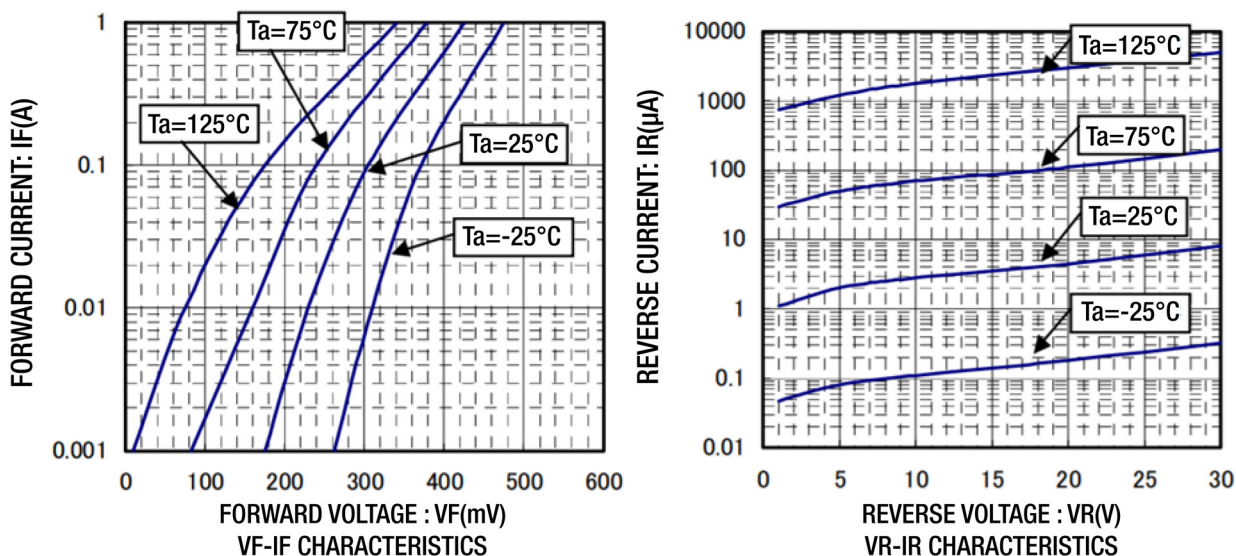 1
0.1
0.01
0.001
FORWARD CURRENT: IF(A)
Ta=75°C
Ta=125°C
Ta=25°C
Ta=-25°C
0 100 200 300 400 500 600
FORWARD VOLTAGE : VF(mV)
VF-IF CHARACTERISTICS
10000
1000
100
10
1
0.1
0.01
REVERSE CURRENT: IR(µA)
Ta=125°C
Ta=75°C
Ta=25°C
Ta=-25°C
0 5 10 15 20 25 30
REVERSE VOLTAGE : VR(V)
VR-IR CHARACTERISTICS